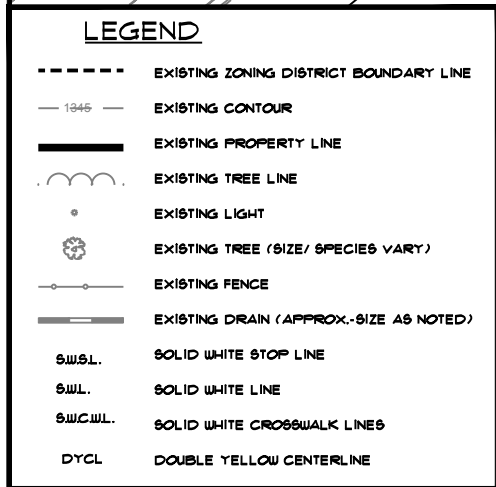 LEGEND
EXISTING ZONING DISTRICT BOUNDARY LINE
1345 EXISTING CONTOUR
EXISTING PROPERTY LINE
EXISTING TREE LINE
EXISTING LIGHT
EXISTING TREE (SIZE/ SPECIES VARY)
EXISTING FENCE
EXISTING DRAIN (APPROX.-SIZE AS NOTED)
S.W.S.L. SOLID WHITE STOP LINE
S.W.L. SOLID WHITE LINE
S.W.C.W.L. SOLID WHITE CROSSWALK LINES
DYCL DOUBLE YELLOW CENTERLINE